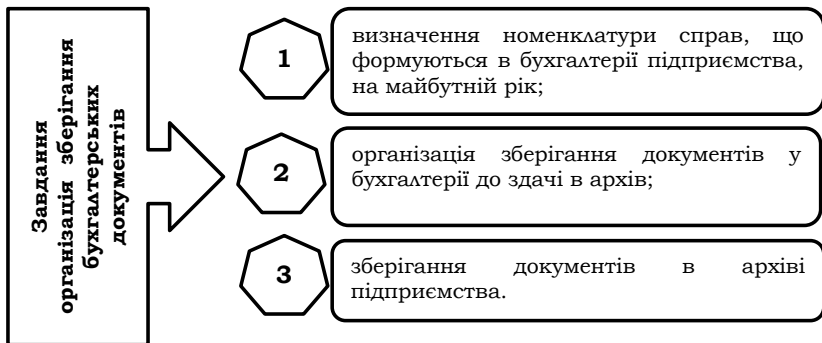 Завдання
організація зберігання
бухгалтерських
документів
1
визначення номенклатури справ, що
формуються в бухгалтерії підприємства,
на майбутній рік;
2
організація зберігання документів у
бухгалтерії до здачі в архів;
3
зберігання документів в архіві
підприємства.